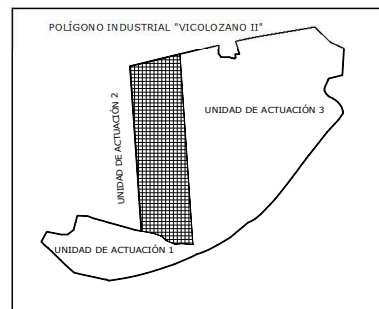 POLÍGONO INDUSTRIAL "VICOLOZANO II"
UNIDAD DE ACTUACIÓN 2
UNIDAD DE ACTUACIÓN 3
UNIDAD DE ACTUACIÓN 1